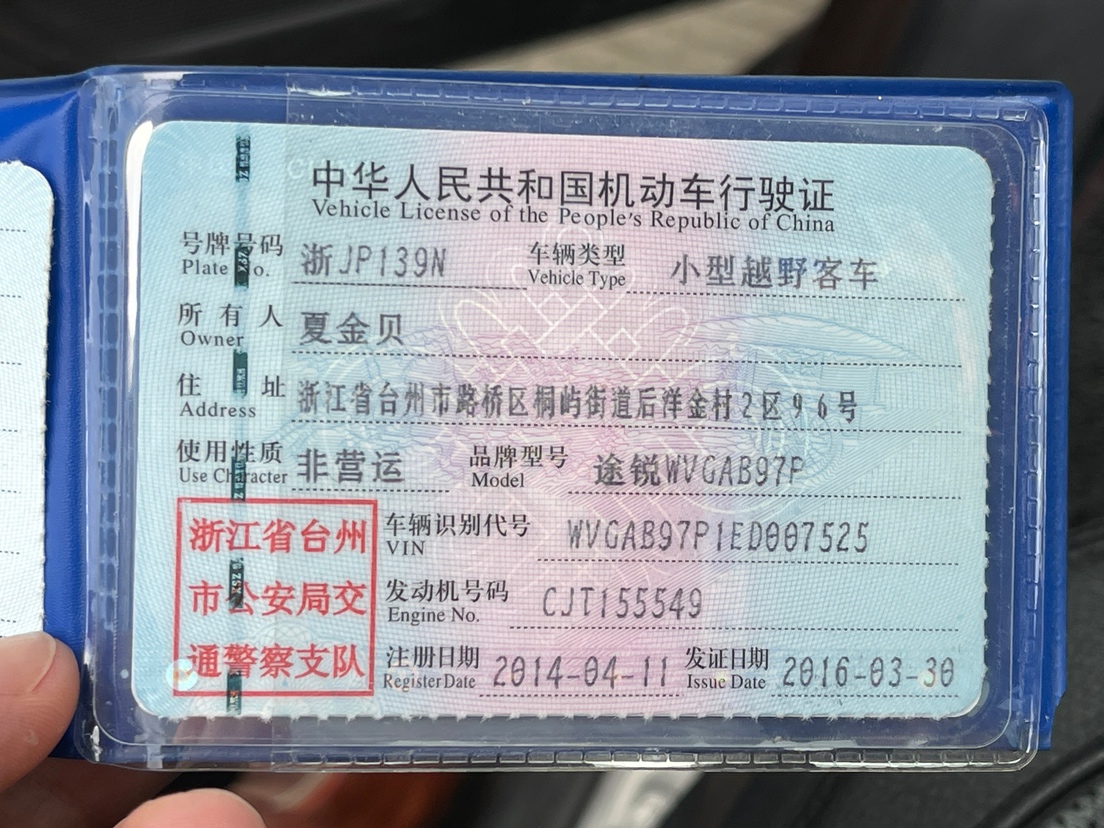 中华人民共和国机动车行驶证
Vehicle License of the People's Republic of China
号牌号码 浙JP139N 车辆类型 小型越野客车
Plate No. Vehicle Type
所有人 夏金贝
Owner
住址 浙江省台州市路桥区桐屿街道后洋金村2区96号
Address
使用性质 非营运 品牌型号 途锐WVGAB97P
Use Character Model
浙江省台州
市公安局交
通警察支队
车辆识别代号 WVGAB97P1ED007525
VIN
发动机号码 CJT155549
Engine No.
注册日期 2014-04-11 发证日期 2016-03-30
Register Date Issue Date